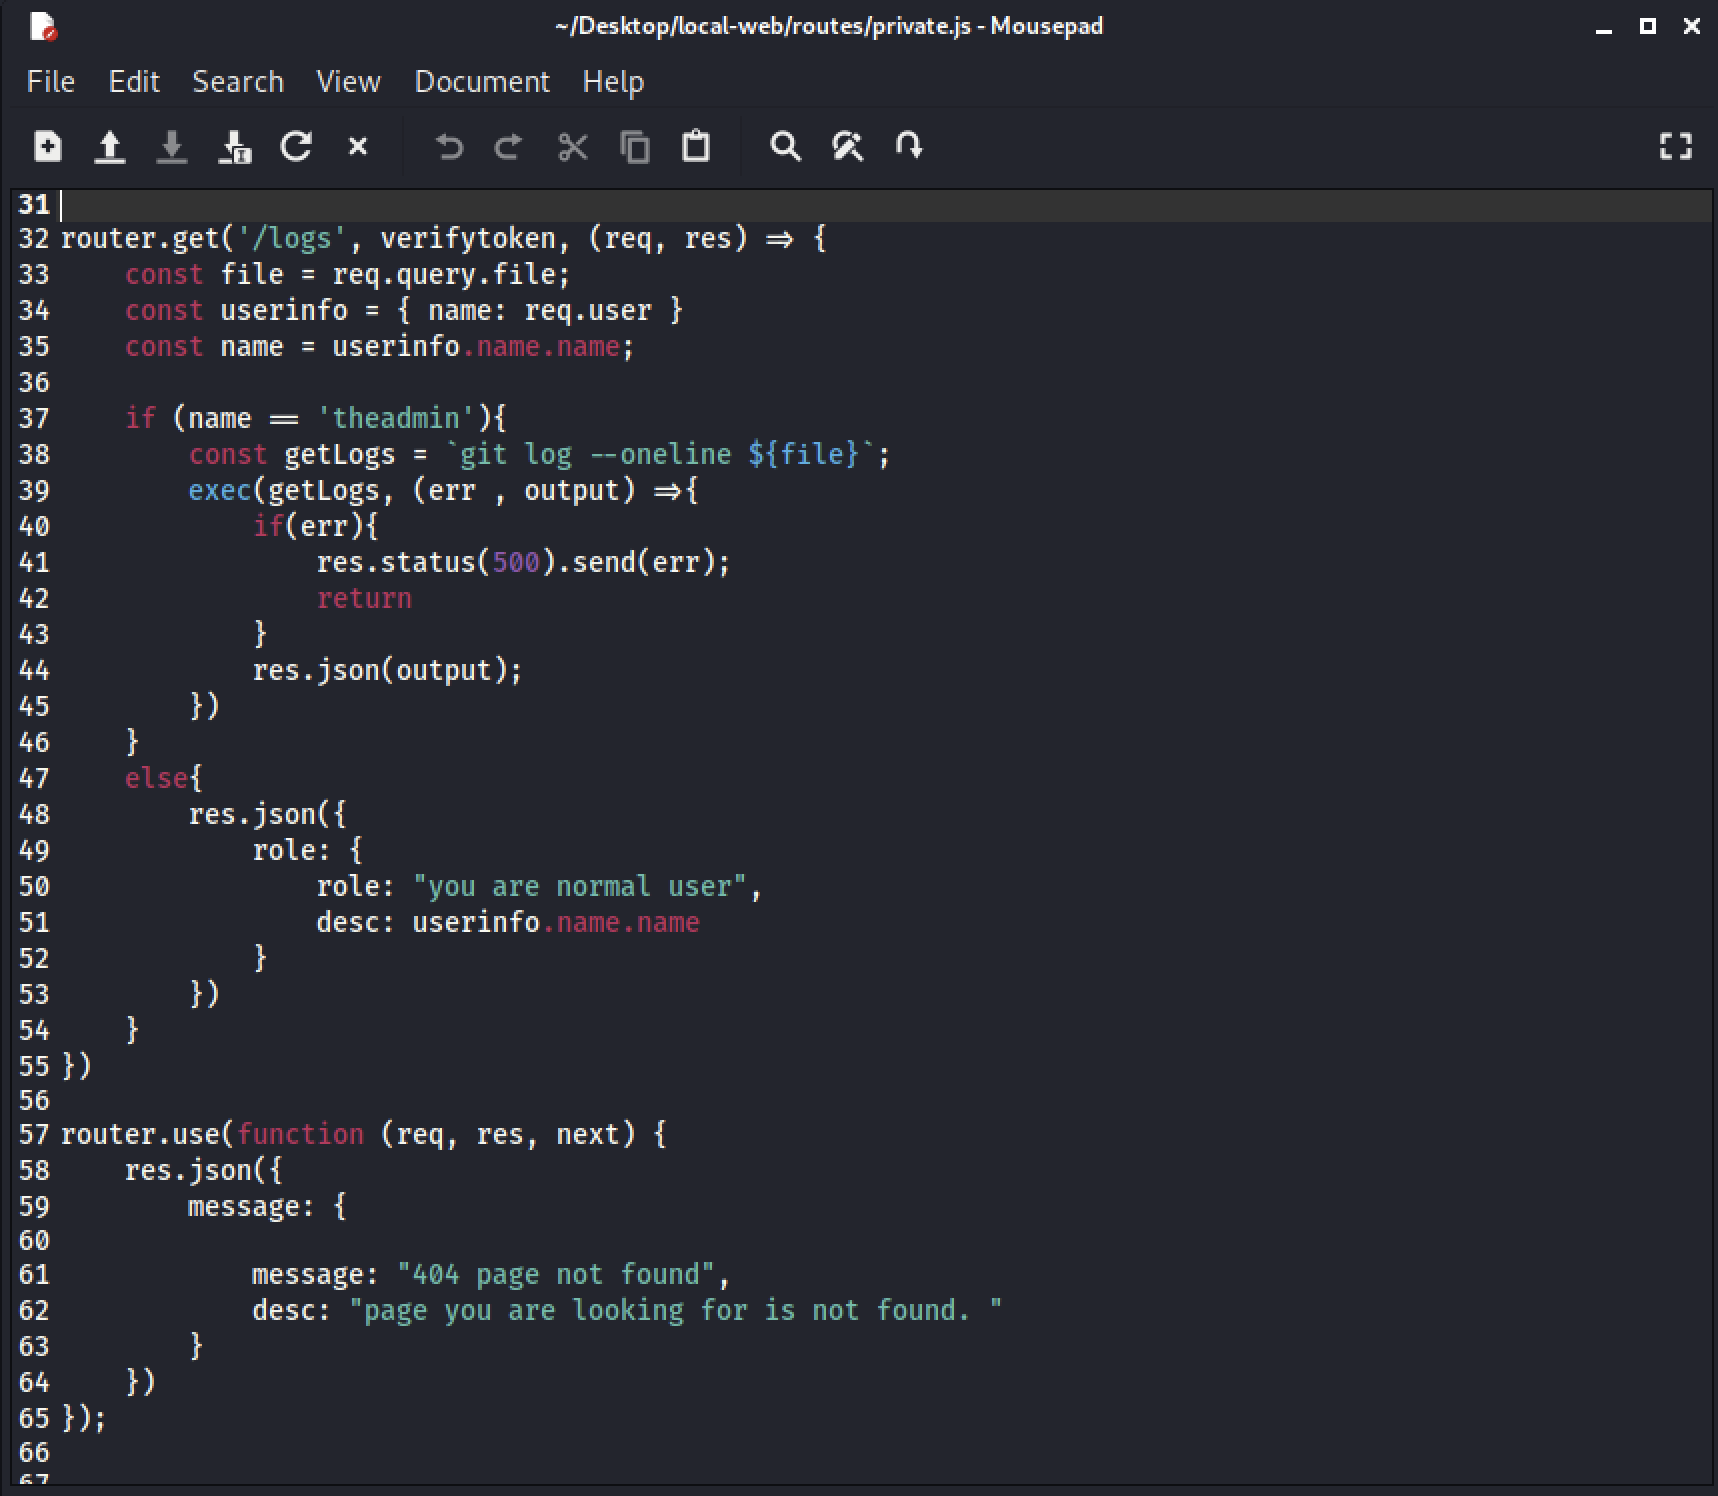 ~/Desktop/local-web/routes/private.js - Mousepad
File Edit Search View Document Help
31
32 router.get('/logs', verifytoken, (req, res) => {
33     const file = req.query.file;
34     const userinfo = { name: req.user }
35     const name = userinfo.name.name;
36
37     if (name == 'theadmin'){
38         const getLogs = `git log --oneline ${file}`;
39         exec(getLogs, (err , output) =>{
40             if(err){
41                 res.status(500).send(err);
42                 return
43             }
44             res.json(output);
45         })
46     }
47     else{
48         res.json({
49             role: {
50                 role: "you are normal user",
51                 desc: userinfo.name.name
52             }
53         })
54     }
55 })
56
57 router.use(function (req, res, next) {
58     res.json({
59         message: {
60
61             message: "404 page not found",
62             desc: "page you are looking for is not found. "
63         }
64     })
65 });
66
67